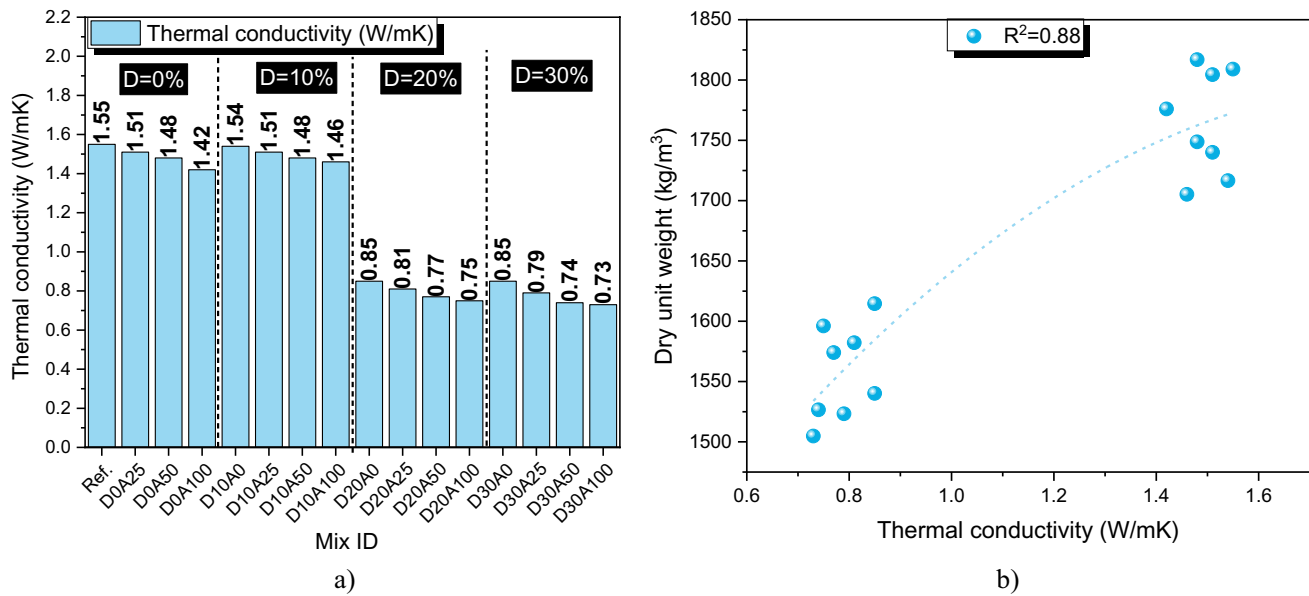 Thermal conductivity (W/mK)
D=0% D=10% D=20% D=30%
1.55 1.51 1.48 1.42 1.54 1.51 1.48 1.46 0.85 0.81 0.77 0.75 0.85 0.79 0.74 0.73
2.2
2.0
1.8
1.6
1.4
1.2
1.0
0.8
0.6
0.4
0.2
0.0
Thermal conductivity (W/mK)
Ref. D0A25 D0A50 D0A100 D10A0 D10A25 D10A50 D10A100 D20A0 D20A25 D20A50 D20A100 D30A0 D30A25 D30A50 D30A100
Mix ID
a)
R²=0.88
1850
1800
1750
1700
1650
1600
1550
1500
Dry unit weight (kg/m³)
0.6 0.8 1.0 1.2 1.4 1.6
Thermal conductivity (W/mK)
b)